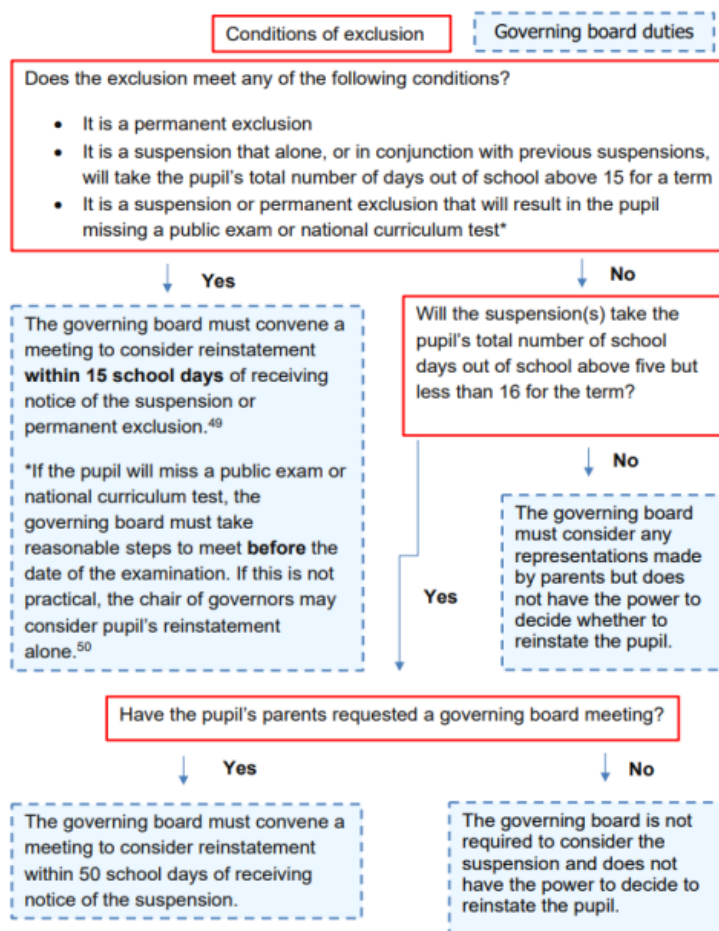 Conditions of exclusion
Governing board duties
Does the exclusion meet any of the following conditions?
• It is a permanent exclusion
• It is a suspension that alone, or in conjunction with previous suspensions,
will take the pupil's total number of days out of school above 15 for a term
• It is a suspension or permanent exclusion that will result in the pupil
missing a public exam or national curriculum test*
Yes
No
The governing board must convene a
meeting to consider reinstatement
within 15 school days of receiving
notice of the suspension or
permanent exclusion.49
*If the pupil will miss a public exam or
national curriculum test, the
governing board must take
reasonable steps to meet before the
date of the examination. If this is not
practical, the chair of governors may
consider pupil's reinstatement
alone.50
Will the suspension(s) take the
pupil's total number of school
days out of school above five but
less than 16 for the term?
No
Yes
The governing board
must consider any
representations made
by parents but does
not have the power to
decide whether to
reinstate the pupil.
Have the pupil's parents requested a governing board meeting?
Yes
No
The governing board must convene a
meeting to consider reinstatement
within 50 school days of receiving
notice of the suspension.
The governing board is not
required to consider the
suspension and does not
have the power to decide to
reinstate the pupil.